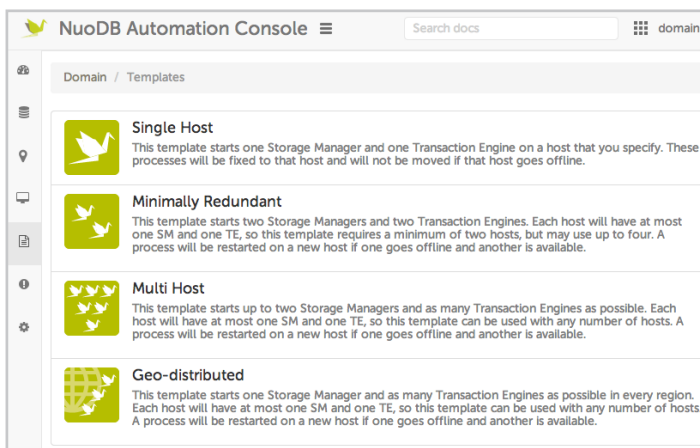 NuoDB Automation Console
Search docs
domain
Domain / Templates
Single Host
This template starts one Storage Manager and one Transaction Engine on a host that you specify. These
processes will be fixed to that host and will not be moved if that host goes offline.
Minimally Redundant
This template starts two Storage Managers and two Transaction Engines. Each host will have at most
one SM and one TE, so this template requires a minimum of two hosts, but may use up to four. A
process will be restarted on a new host if one goes offline and another is available.
Multi Host
This template starts up to two Storage Managers and as many Transaction Engines as possible. Each
host will have at most one SM and one TE, so this template can be used with any number of hosts. A
process will be restarted on a new host if one goes offline and another is available.
Geo-distributed
This template starts one Storage Manager and as many Transaction Engines as possible in every region.
Each host will have at most one SM and one TE, so this template can be used with any number of hosts.
A process will be restarted on a new host if one goes offline and another is available.